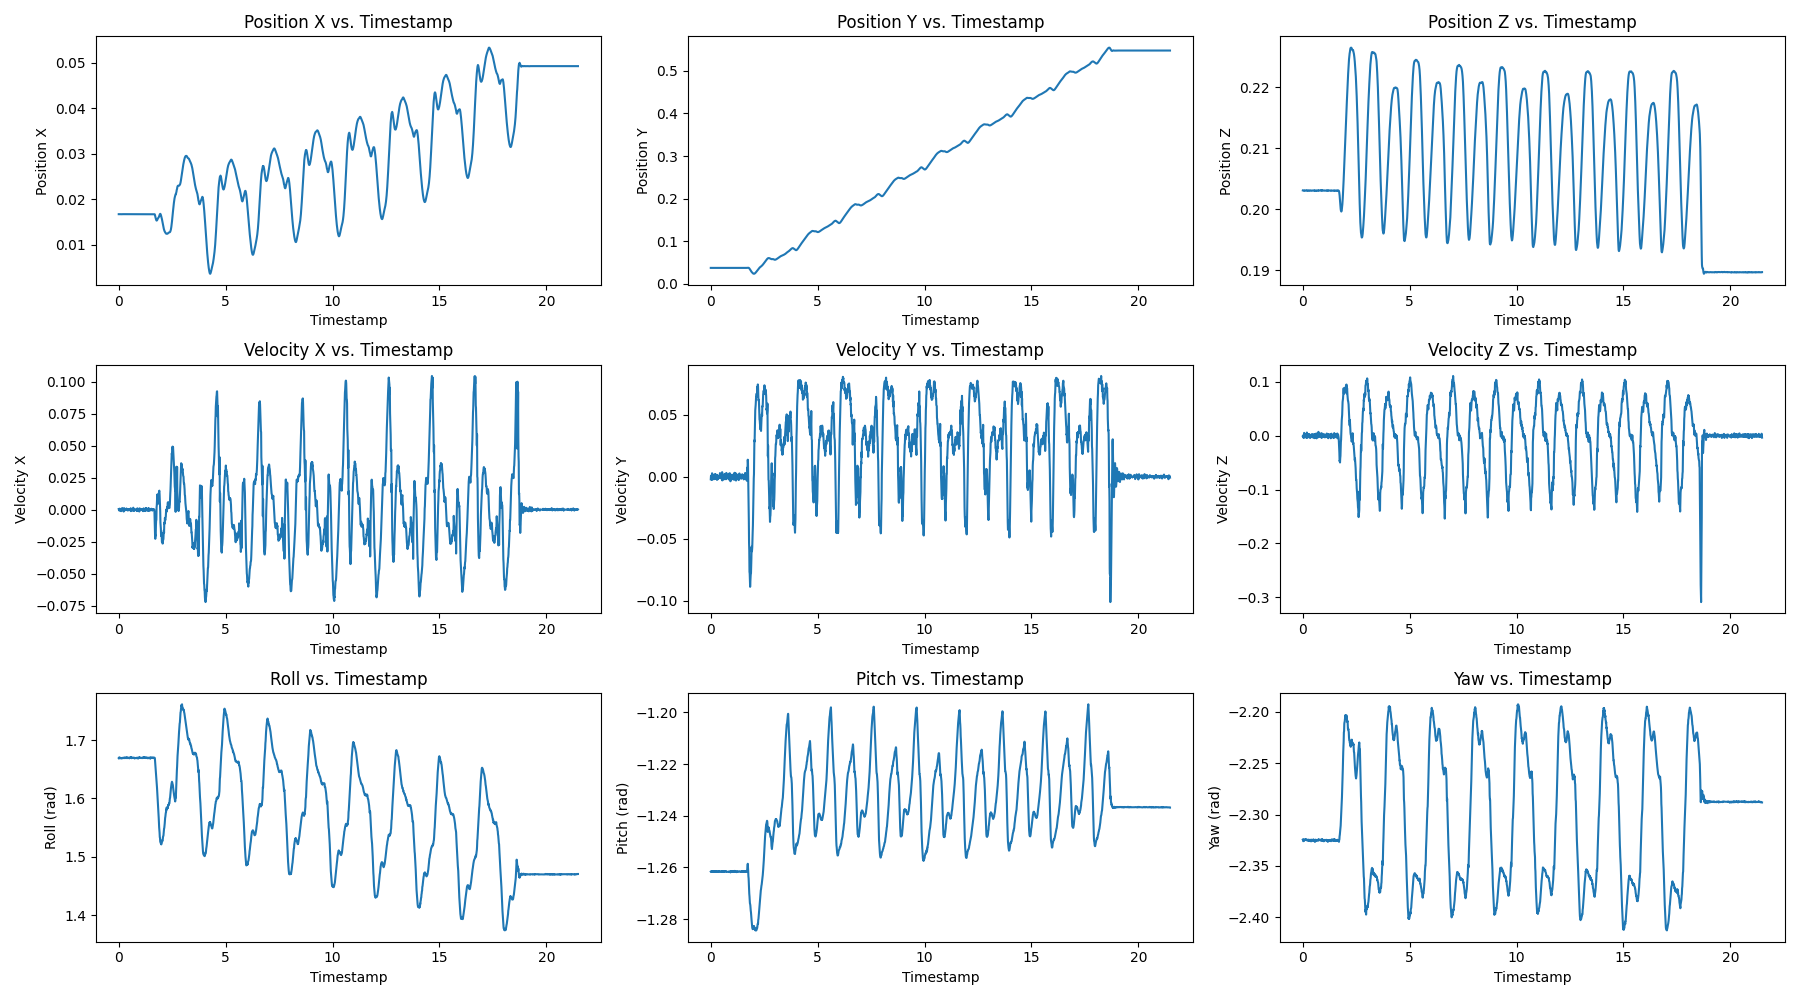 Position X vs. Timestamp
Position Y vs. Timestamp
Position Z vs. Timestamp
Position X
0.05
0.04
0.03
0.02
0.01
0 5 10 15 20
Timestamp
Position Y
0.5
0.4
0.3
0.2
0.1
0.0
0 5 10 15 20
Timestamp
Position Z
0.22
0.21
0.20
0.19
0 5 10 15 20
Timestamp
Velocity X vs. Timestamp
Velocity Y vs. Timestamp
Velocity Z vs. Timestamp
Velocity X
0.100
0.075
0.050
0.025
0.000
−0.025
−0.050
−0.075
0 5 10 15 20
Timestamp
Velocity Y
0.05
0.00
−0.05
−0.10
0 5 10 15 20
Timestamp
Velocity Z
0.1
0.0
−0.1
−0.2
−0.3
0 5 10 15 20
Timestamp
Roll vs. Timestamp
Pitch vs. Timestamp
Yaw vs. Timestamp
Roll (rad)
1.7
1.6
1.5
1.4
0 5 10 15 20
Timestamp
Pitch (rad)
−1.20
−1.22
−1.24
−1.26
−1.28
0 5 10 15 20
Timestamp
Yaw (rad)
−2.20
−2.25
−2.30
−2.35
−2.40
0 5 10 15 20
Timestamp